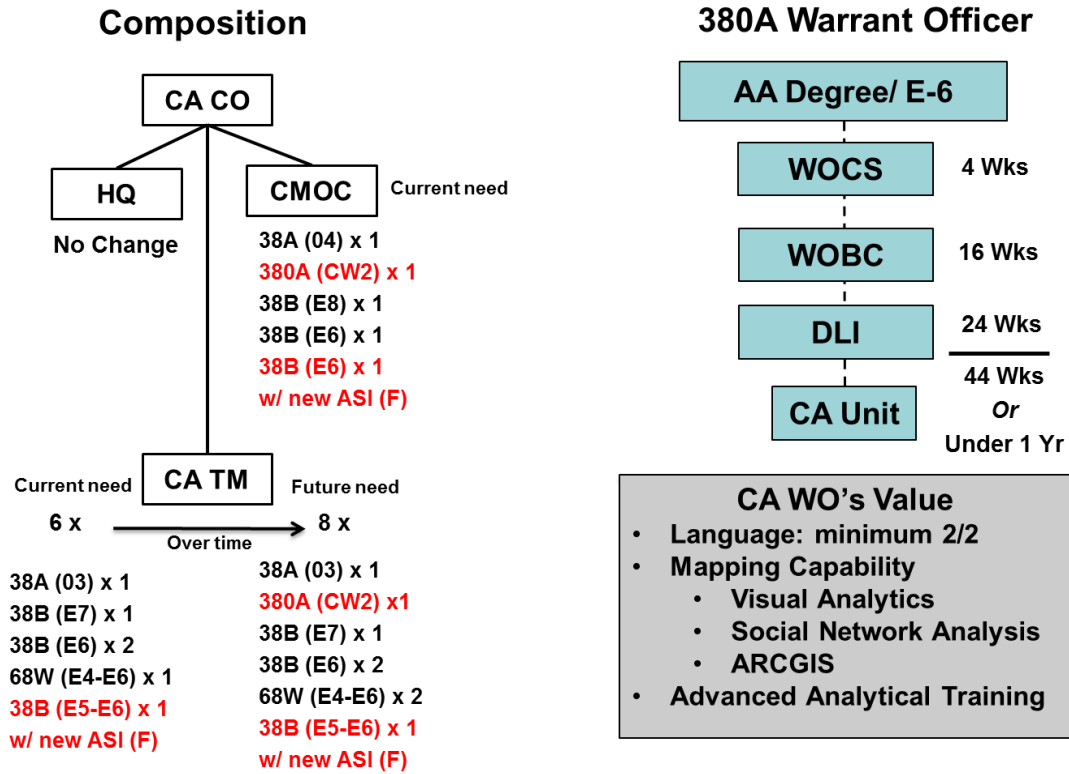 Composition
CA CO
HQ
CMOC
Current need
No Change
38A (04) x 1
380A (CW2) x 1
38B (E8) x 1
38B (E6) x 1
38B (E6) x 1
w/ new ASI (F)
CA TM
Current need
Future need
6 x
8 x
Over time
38A (03) x 1
38B (E7) x 1
38B (E6) x 2
68W (E4-E6) x 1
38B (E5-E6) x 1
w/ new ASI (F)
38A (03) x 1
380A (CW2) x1
38B (E7) x 1
38B (E6) x 2
68W (E4-E6) x 2
38B (E5-E6) x 1
w/ new ASI (F)
380A Warrant Officer
AA Degree/ E-6
WOCS
4 Wks
WOBC
16 Wks
DLI
24 Wks
44 Wks
CA Unit
Or
Under 1 Yr
CA WO’s Value
• Language: minimum 2/2
• Mapping Capability
• Visual Analytics
• Social Network Analysis
• ARCGIS
• Advanced Analytical Training